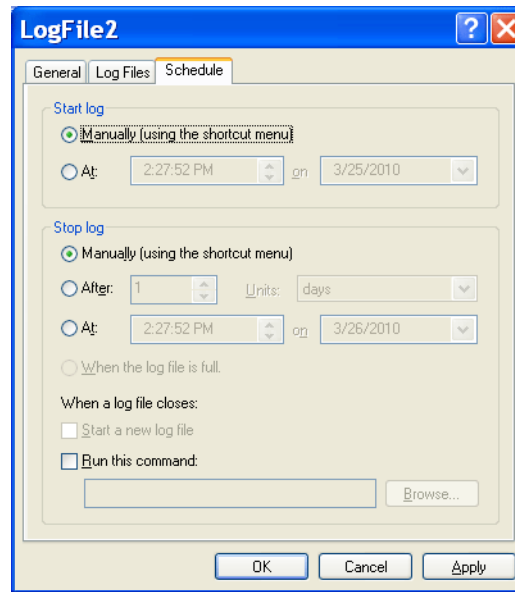 LogFile2
General Log Files Schedule
Start log
Manually (using the shortcut menu)
At: 2:27:52 PM on 3/25/2010
Stop log
Manually (using the shortcut menu)
After: 1 Units: days
At: 2:27:52 PM on 3/26/2010
When the log file is full.
When a log file closes:
Start a new log file
Run this command:
Browse...
OK Cancel Apply